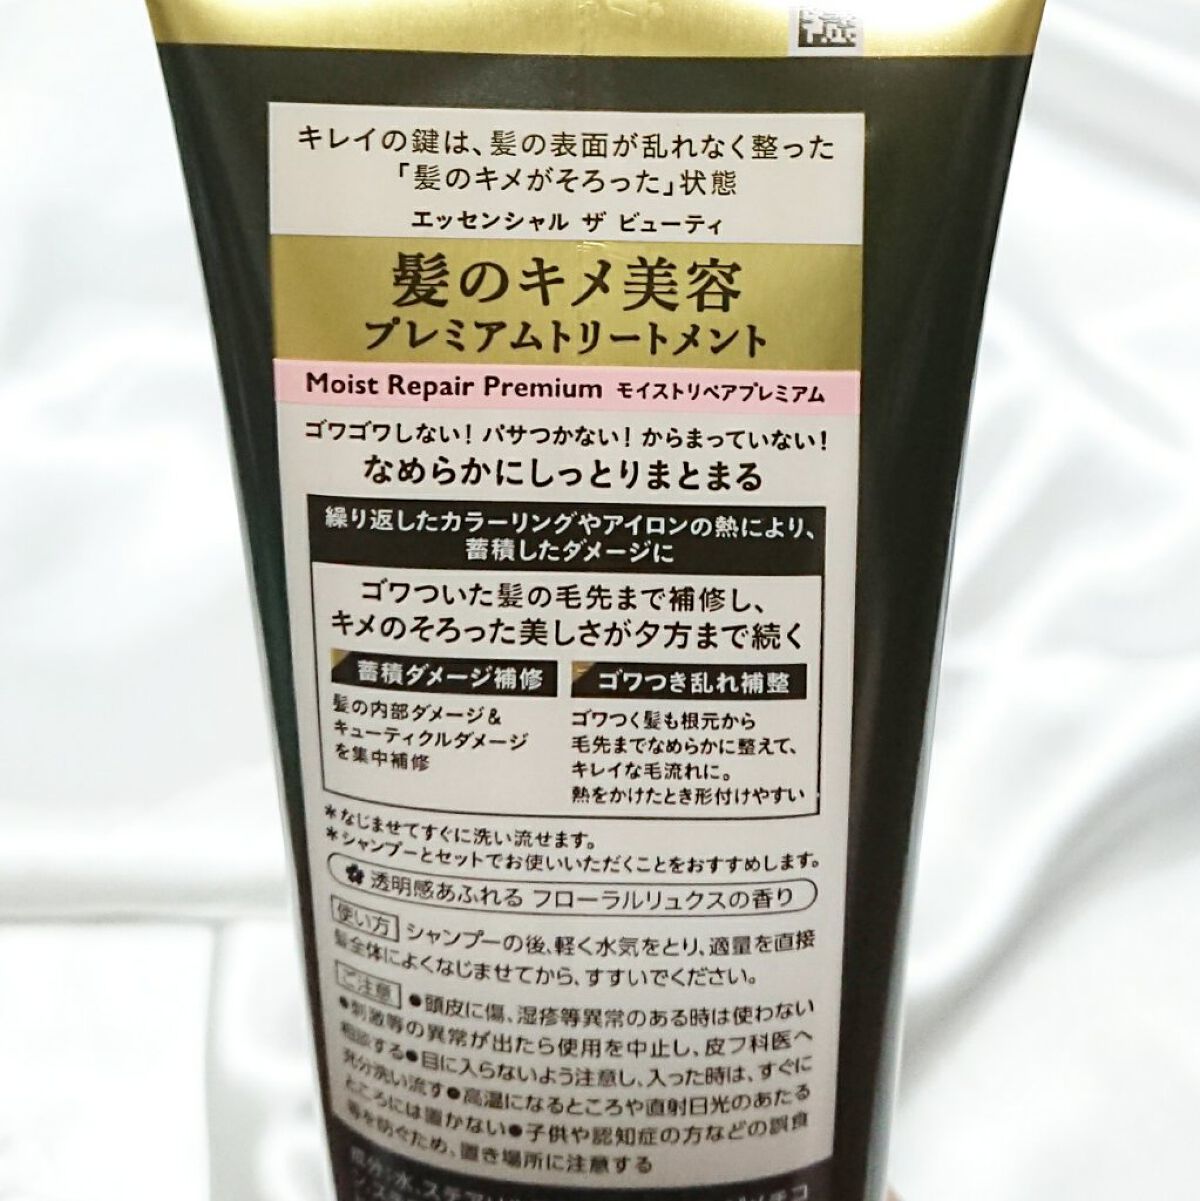 キレイの鍵は、髪の表面が乱れなく整った
「髪のキメがそろった」状態
エッセンシャル ザ ビューティ
髪のキメ美容
プレミアムトリートメント
Moist Repair Premium モイストリペアプレミアム
ゴワゴワしない！パサつかない！からまっていない！
なめらかにしっとりまとまる
繰り返したカラーリングやアイロンの熱により、
蓄積したダメージに
ゴワついた髪の毛先まで補修し、
キメのそろった美しさが夕方まで続く
蓄積ダメージ補修
髪の内部ダメージ&
キューティクルダメージ
を集中補修
ゴワつき乱れ補整
ゴワつく髪も根元から
毛先までなめらかに整えて、
キレイな毛流れに。
熱をかけたとき形付けやすい
*なじませてすぐに洗い流せます。
*シャンプーとセットでお使いいただくことをおすすめします。
透明感あふれる フローラルリュクスの香り
使い方 シャンプーの後、軽く水気をとり、適量を直接
髪全体によくなじませてから、すすいでください。
ご注意 ●頭皮に傷、湿疹等異常のある時は使わない
●刺激等の異常が出たら使用を中止し、皮フ科医へ
相談する●目に入らないよう注意し、入った時は、すぐに
充分洗い流す●高温になるところや直射日光のあたる
ところには置かない●子供や認知症の方などの誤食
等を防ぐため、置き場所に注意する
成分:水、ステアリ